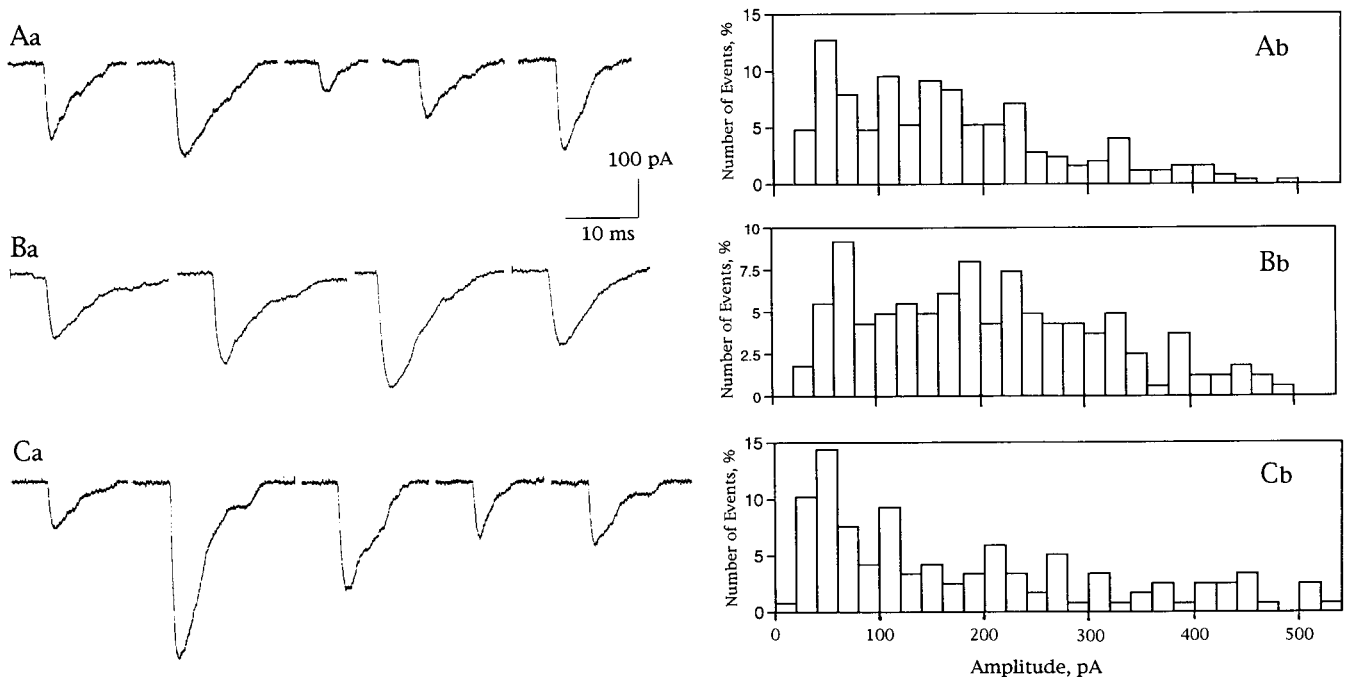 Aa
100 pA
10 ms
Ba
Ca
Number of Events, %
15
10
5
0
Ab
Number of Events, %
10
7.5
5
2.5
0
Bb
Number of Events, %
15
10
5
0
Cb
0 100 200 300 400 500
Amplitude, pA